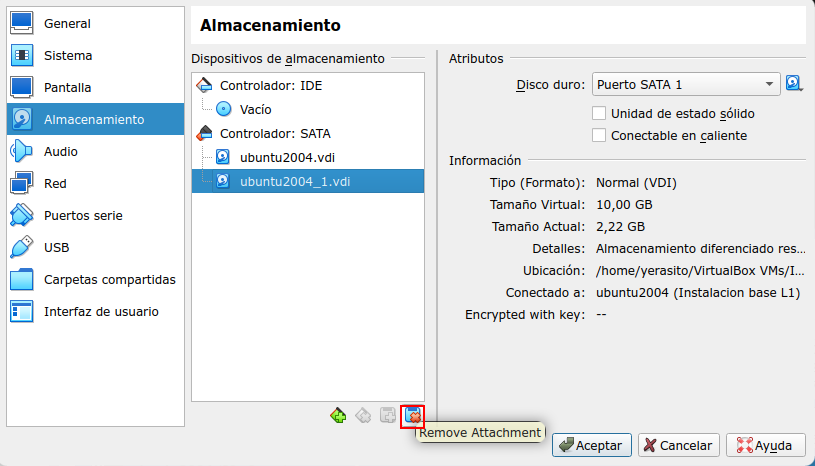 General
Sistema
Pantalla
Almacenamiento
Audio
Red
Puertos serie
USB
Carpetas compartidas
Interfaz de usuario
Almacenamiento
Dispositivos de almacenamiento
Controlador: IDE
Vacío
Controlador: SATA
ubuntu2004.vdi
ubuntu2004_1.vdi
Remove Attachment
Atributos
Disco duro: Puerto SATA 1
Unidad de estado sólido
Conectable en caliente
Información
Tipo (Formato): Normal (VDI)
Tamaño Virtual: 10,00 GB
Tamaño Actual: 2,22 GB
Detalles: Almacenamiento diferenciado res...
Ubicación: /home/yerasito/VirtualBox VMs/I...
Conectado a: ubuntu2004 (Instalacion base L1)
Encrypted with key: --
Aceptar Cancelar Ayuda